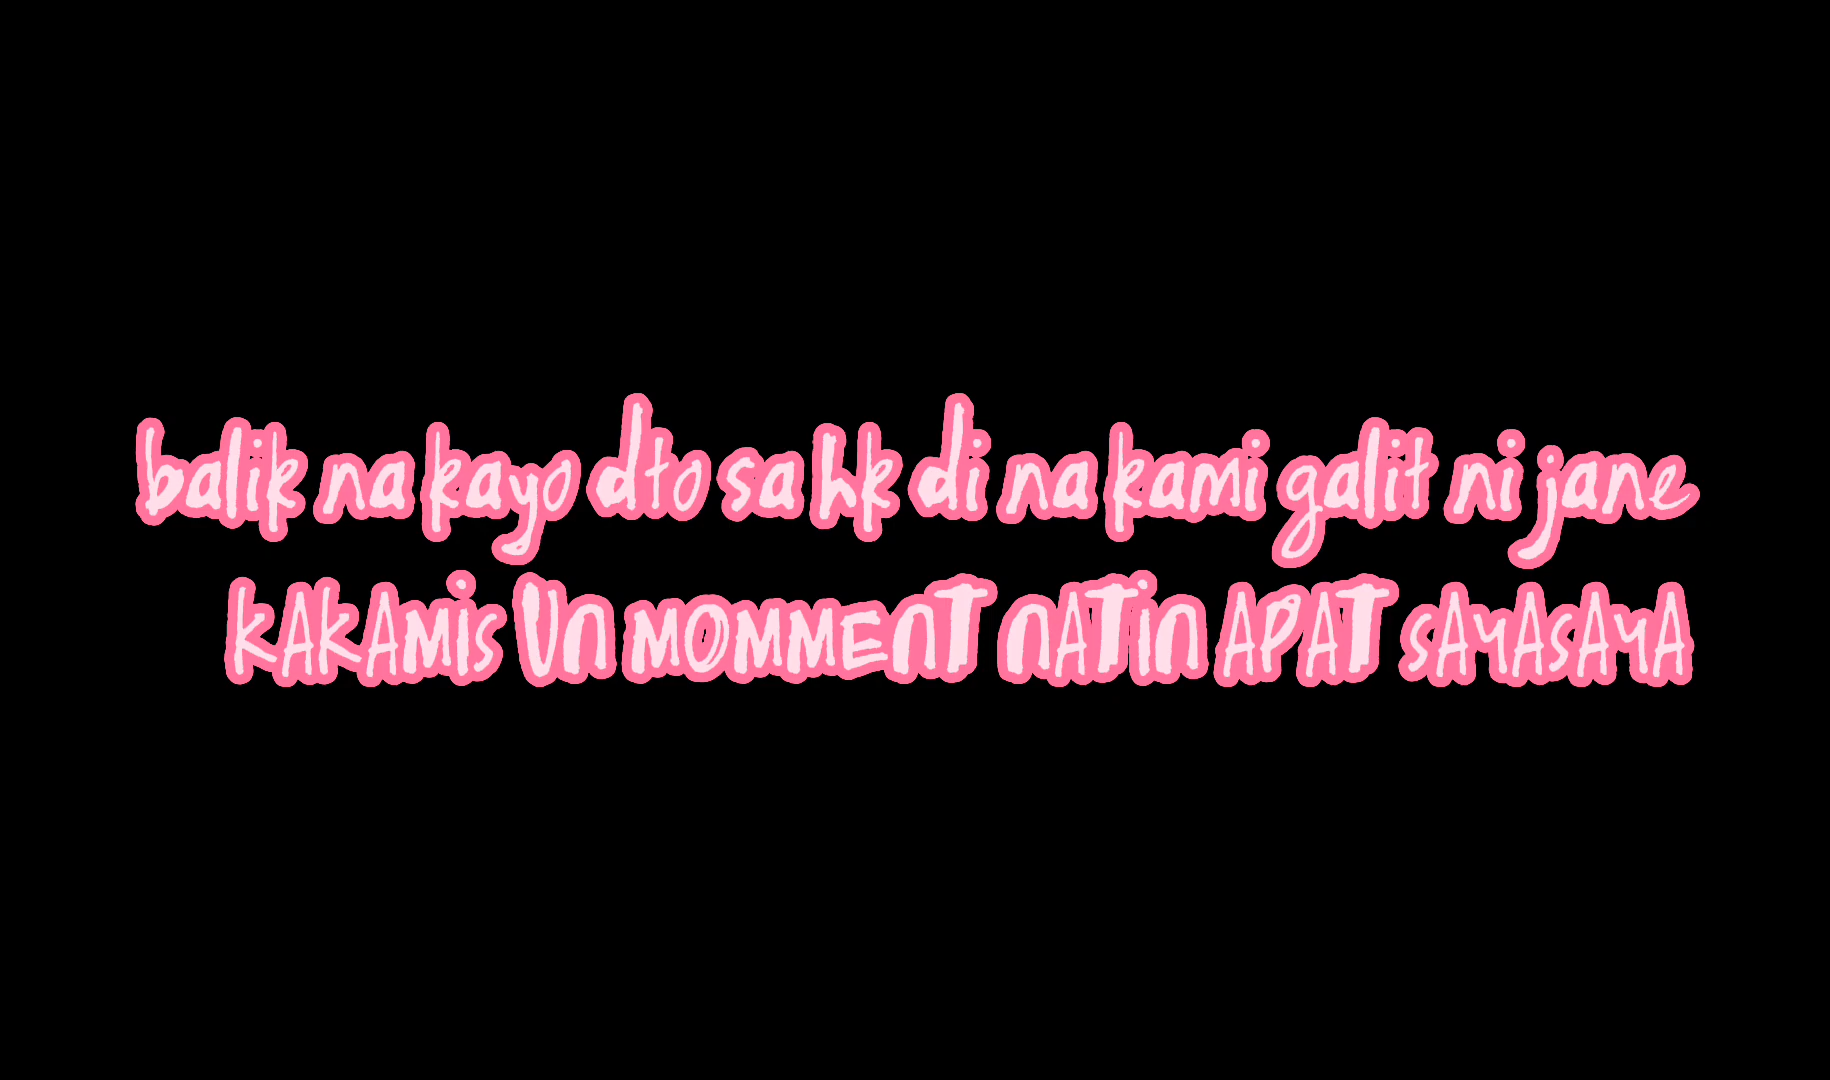 balik na kayo dto sa hk di na kami galit ni jane
KAKAMiS Un MOMMEnT nATin APAT sAyAsAyA